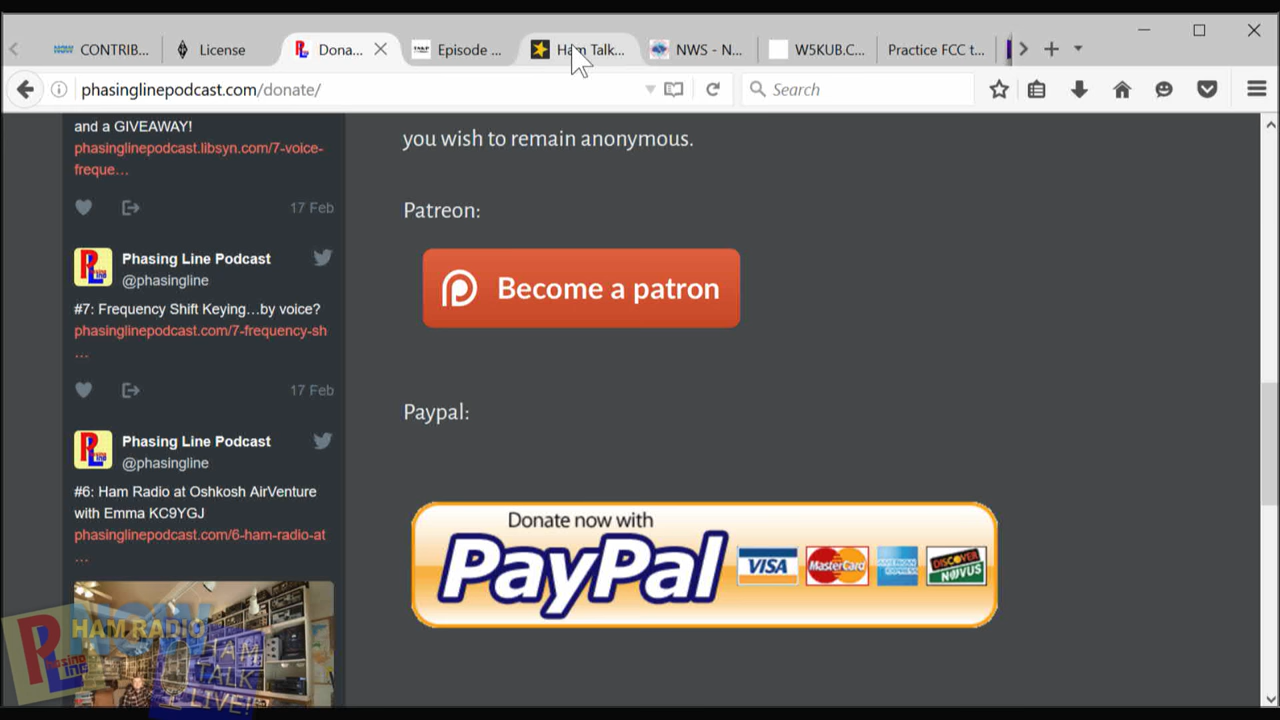 CONTRIB...
License
Dona...
Episode ...
Ham Talk...
NWS - N...
W5KUB.C...
Practice FCC t...
phasinglinepodcast.com/donate/
Search
and a GIVEAWAY!
phasinglinepodcast.libsyn.com/7-voice-
freque…
17 Feb
Phasing Line Podcast
@phasingline
#7: Frequency Shift Keying…by voice?
phasinglinepodcast.com/7-frequency-sh
…
17 Feb
Phasing Line Podcast
@phasingline
#6: Ham Radio at Oshkosh AirVenture
with Emma KC9YGJ
phasinglinepodcast.com/6-ham-radio-at
…
you wish to remain anonymous.
Patreon:
Become a patron
Paypal:
Donate now with
PayPal
VISA
MasterCard
AMERICAN EXPRESS
DISCOVER
NOVUS
HAM RADIO
NOW
PL
HAM
TALK
LIVE!